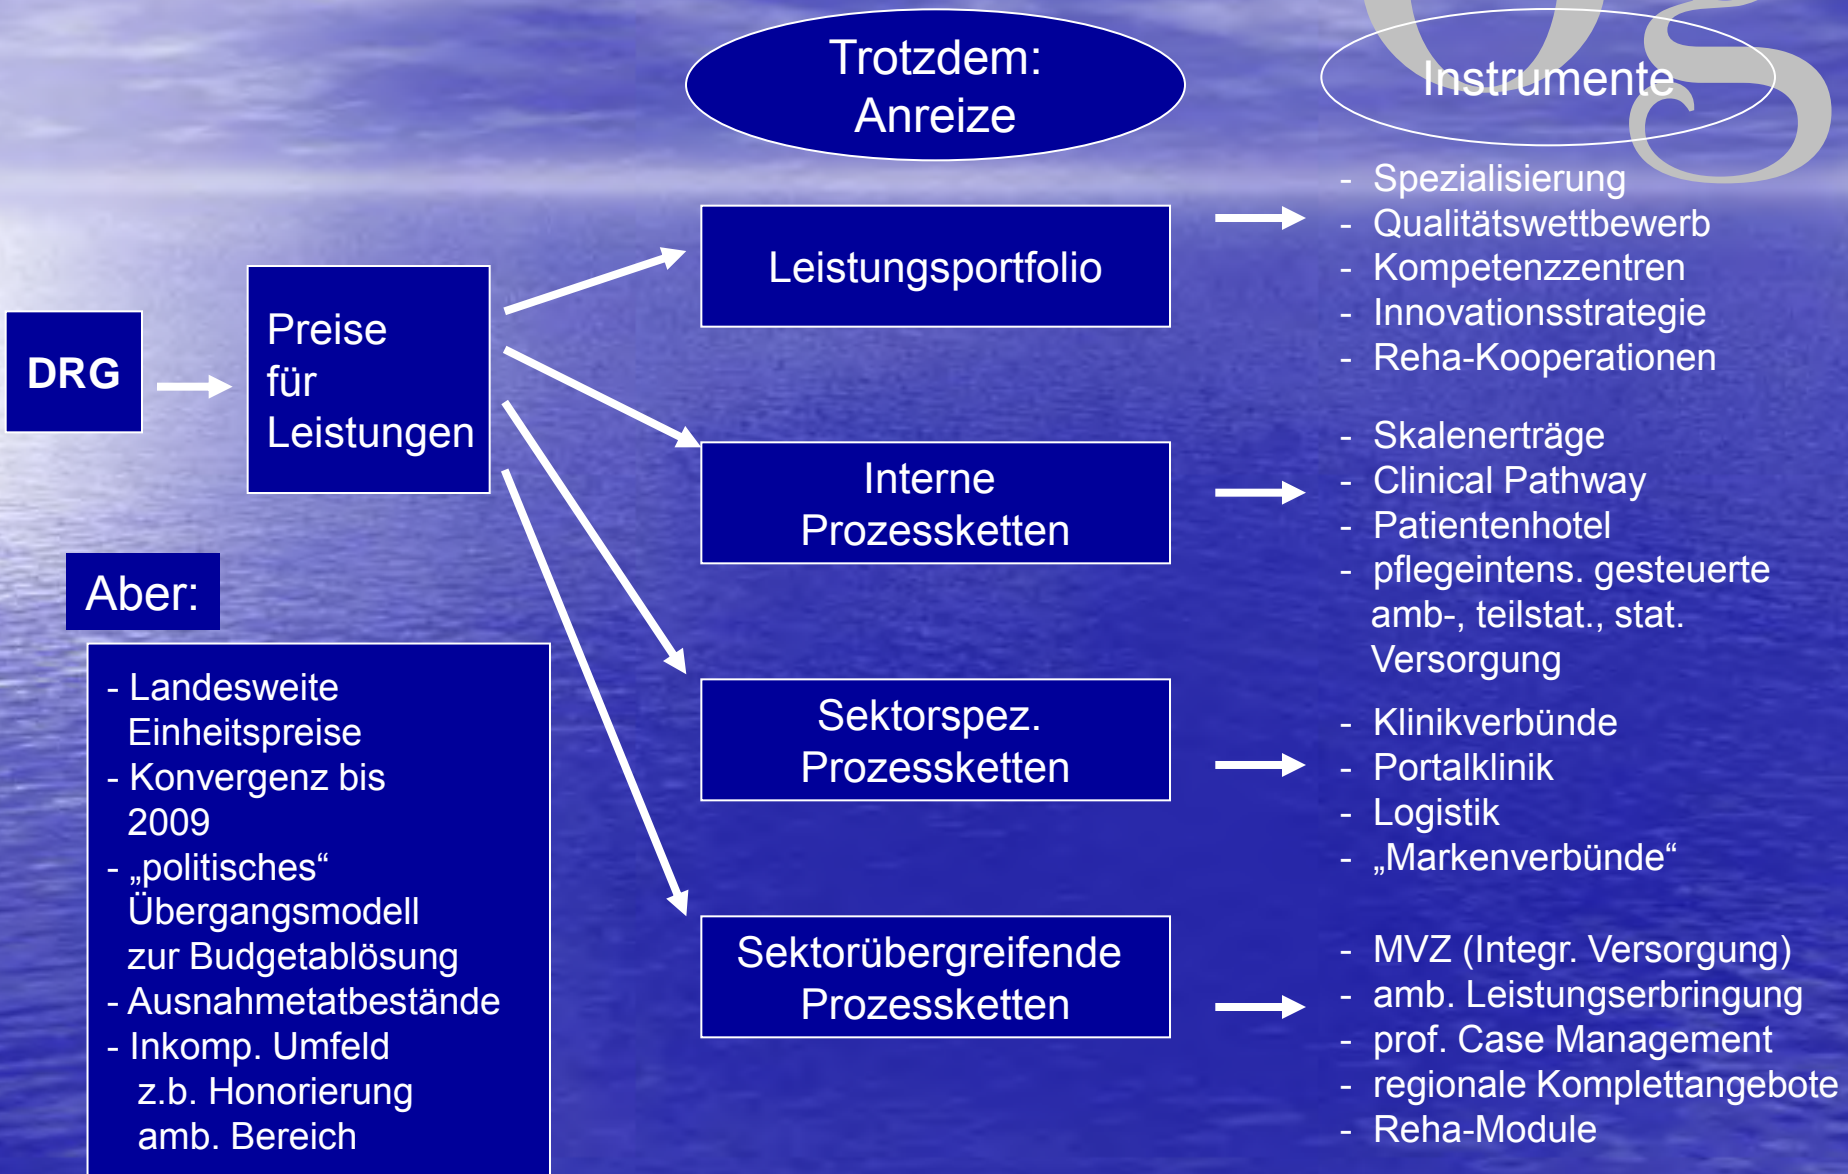 Trotzdem:
Anreize
Instrumente
DRG
Preise
für
Leistungen
Leistungsportfolio
- Spezialisierung
- Qualitätswettbewerb
- Kompetenzzentren
- Innovationsstrategie
- Reha-Kooperationen
Interne
Prozessketten
- Skalenerträge
- Clinical Pathway
- Patientenhotel
- pflegeintens. gesteuerte
amb-, teilstat., stat.
Versorgung
Sektorspez.
Prozessketten
- Klinikverbünde
- Portalklinik
- Logistik
- „Markenverbünde“
Sektorübergreifende
Prozessketten
- MVZ (Integr. Versorgung)
- amb. Leistungserbringung
- prof. Case Management
- regionale Komplettangebote
- Reha-Module
Aber:
- Landesweite
Einheitspreise
- Konvergenz bis
2009
- „politisches“
Übergangsmodell
zur Budgetablösung
- Ausnahmetatbestände
- Inkomp. Umfeld
z.b. Honorierung
amb. Bereich